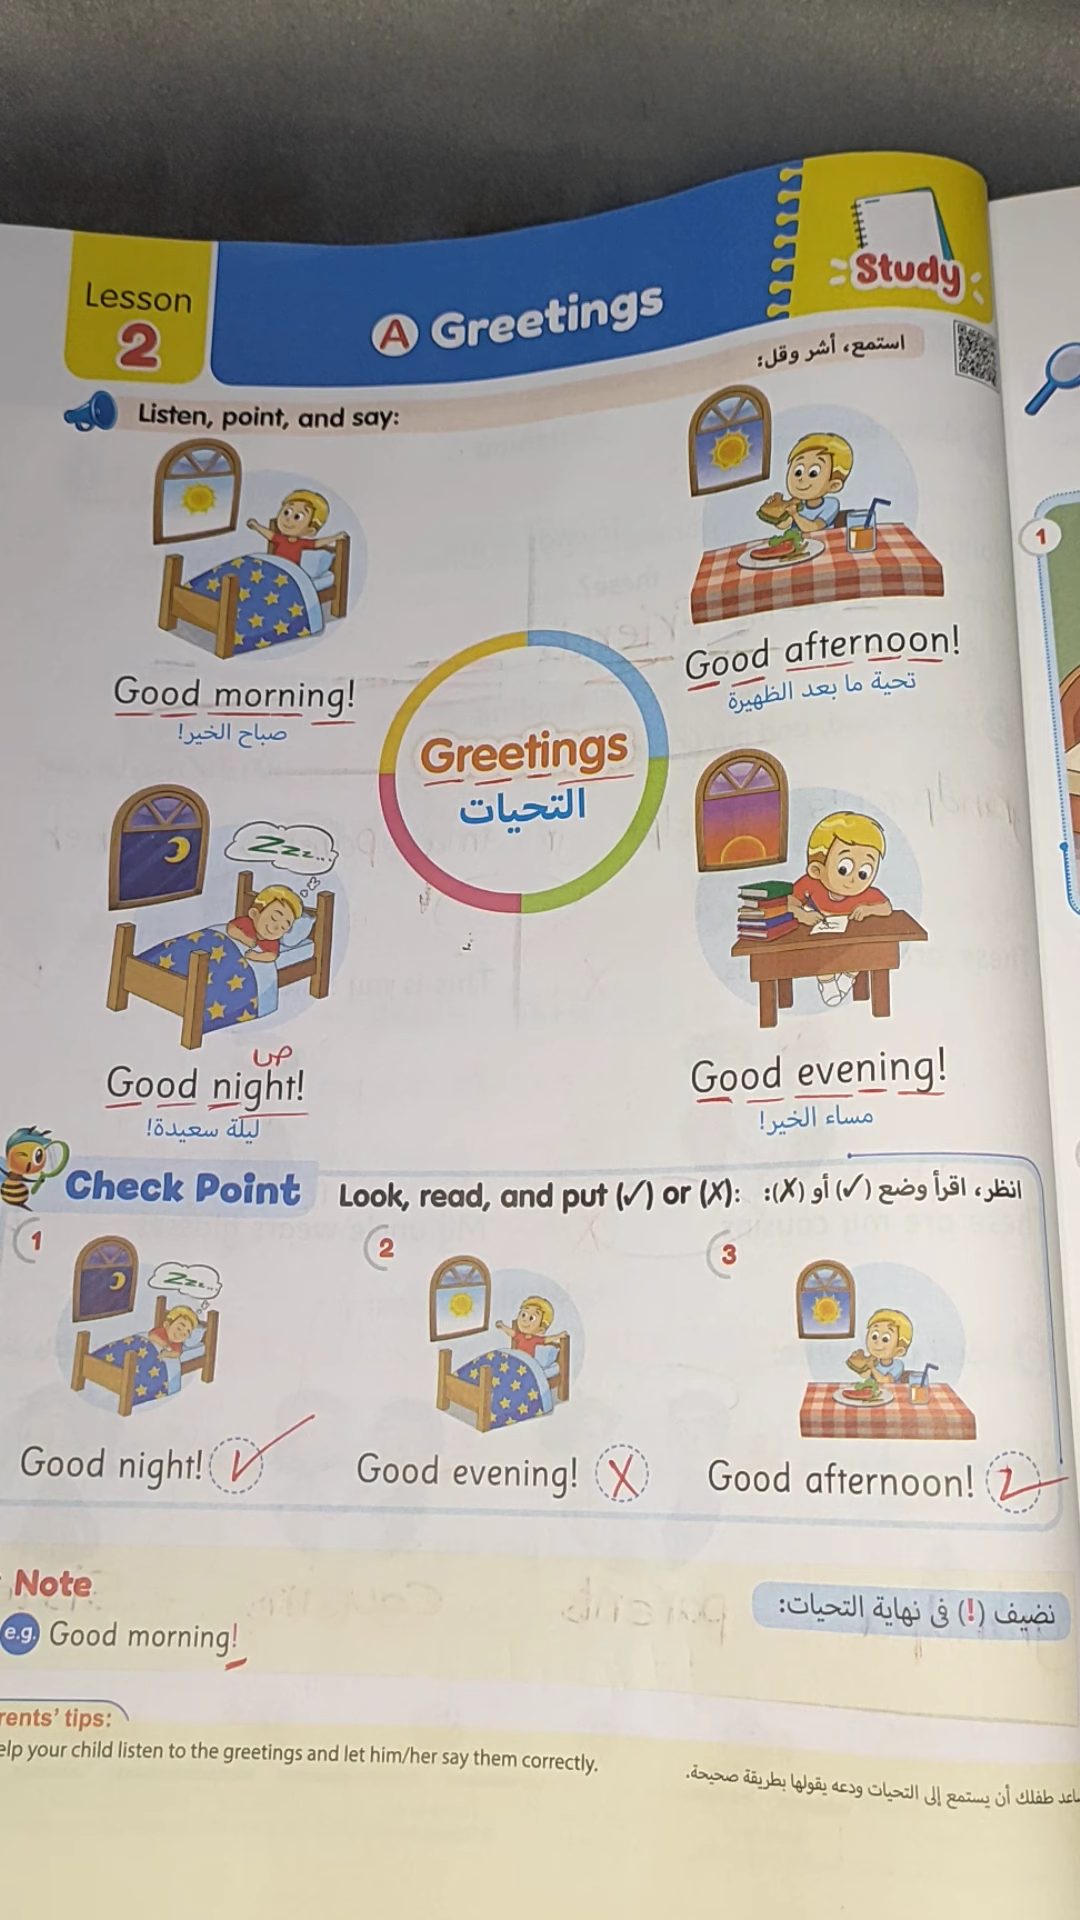 Lesson
2
A Greetings
Study
Listen, point, and say:
استمع، أشر وقل:
Good morning!
صباح الخير!
Good afternoon!
تحية ما بعد الظهيرة
Greetings
التحيات
Zzz...
ص
Good night!
ليلة سعيدة!
Good evening!
مساء الخير!
Check Point
Look, read, and put (✓) or (X):
انظر، اقرأ وضع (✓) أو (X):
1
2
3
Zzz...
Good night! ✓
Good evening! X
Good afternoon! ✓
Note
نضيف (!) في نهاية التحيات:
e.g. Good morning!
tips:
your child listen to the greetings and let him/her say them correctly.
طفلك أن يستمع إلى التحيات ودعه يقولها بطريقة صحيحة.
1